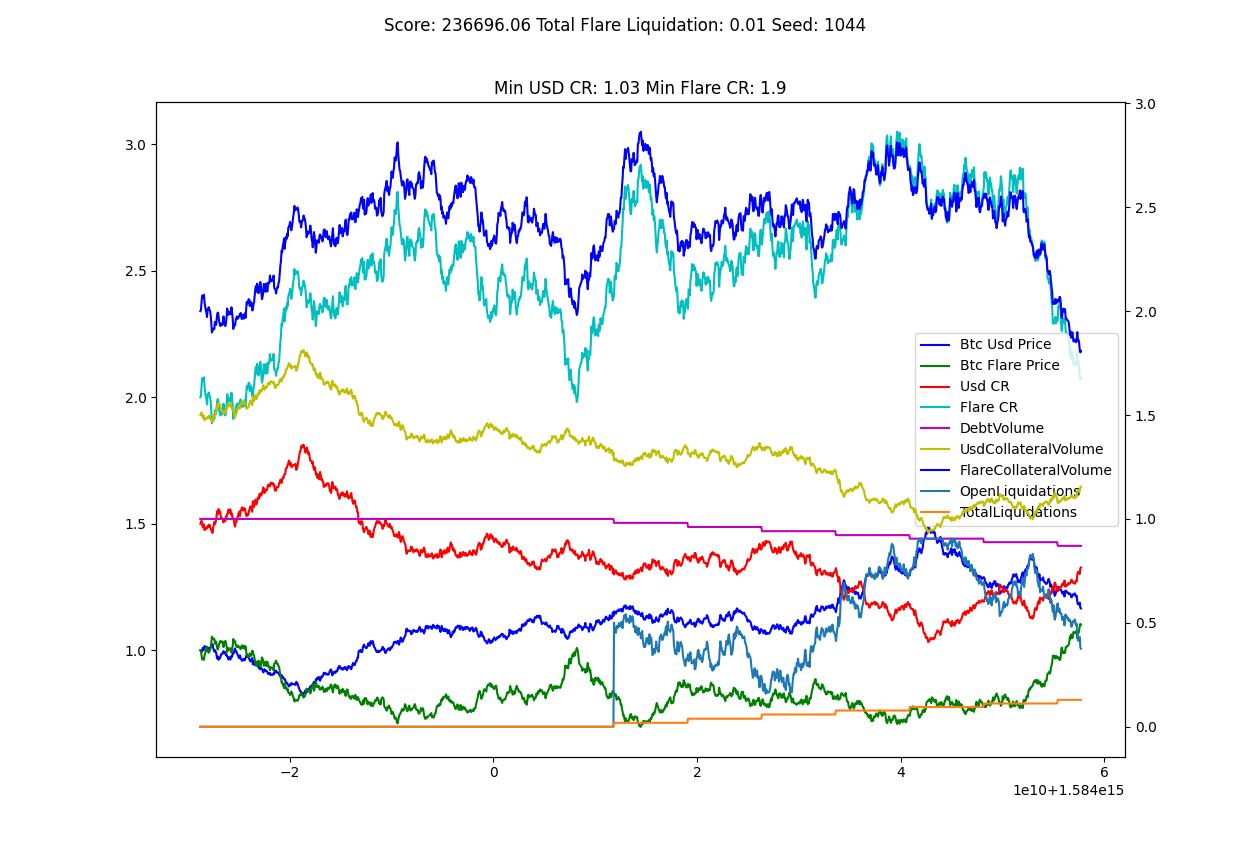 Score: 236696.06 Total Flare Liquidation: 0.01 Seed: 1044
Min USD CR: 1.03 Min Flare CR: 1.9
3.0
2.5
2.0
1.5
1.0
3.0
2.5
2.0
1.5
1.0
0.5
0.0
Btc Usd Price
Btc Flare Price
Usd CR
Flare CR
DebtVolume
UsdCollateralVolume
FlareCollateralVolume
OpenLiquidations
TotalLiquidations
−2 0 2 4 6
1e10+1.584e15